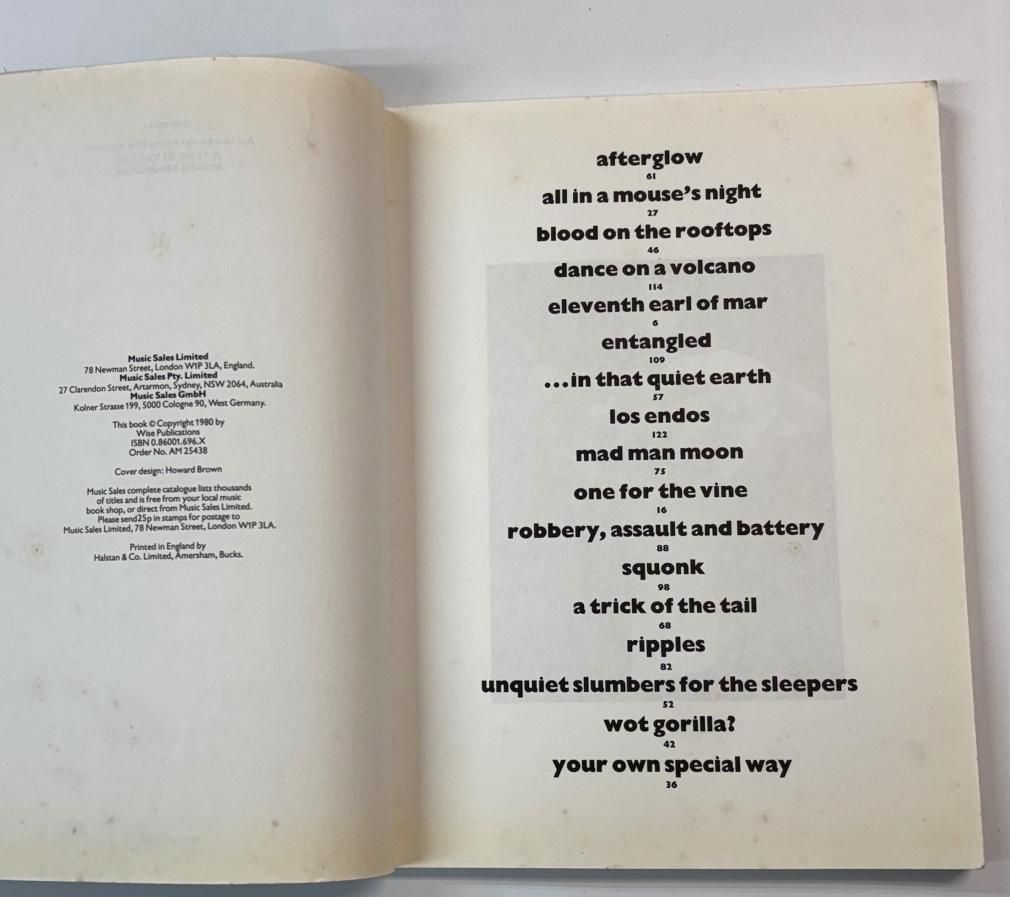 Music Sales Limited
78 Newman Street, London W1P 3LA, England.
Music Sales Pty. Limited
27 Clarendon Street, Artarmon, Sydney, NSW 2064, Australia
Music Sales GmbH
Kolner Strasse 199, 5000 Cologne 90, West Germany.
This book © Copyright 1980 by
Wise Publications
ISBN 0.86001.696.X
Order No. AM 25438
Cover design: Howard Brown
Music Sales complete catalogue lists thousands
of titles and is free from your local music
book shop, or direct from Music Sales Limited.
Please send 25p in stamps for postage to
Music Sales Limited, 78 Newman Street, London W1P 3LA.
Printed in England by
Halstan & Co. Limited, Amersham, Bucks.
afterglow
61
all in a mouse's night
27
blood on the rooftops
46
dance on a volcano
114
eleventh earl of mar
6
entangled
109
...in that quiet earth
57
los endos
122
mad man moon
75
one for the vine
16
robbery, assault and battery
88
squonk
98
a trick of the tail
68
ripples
82
unquiet slumbers for the sleepers
52
wot gorilla?
42
your own special way
36